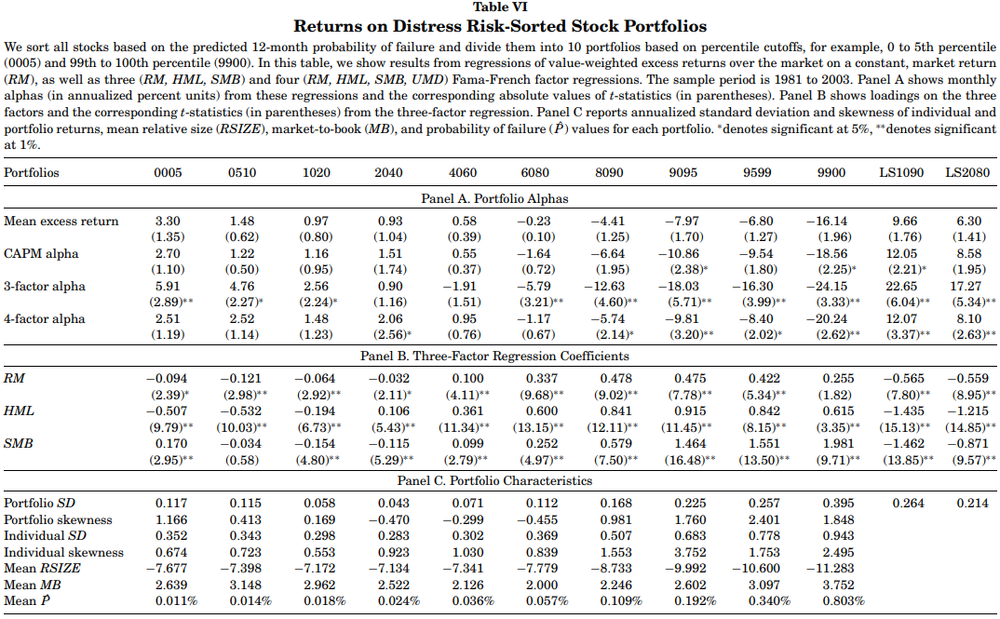 Table VI
Returns on Distress Risk-Sorted Stock Portfolios
We sort all stocks based on the predicted 12-month probability of failure and divide them into 10 portfolios based on percentile cutoffs, for example, 0 to 5th percentile
(0005) and 99th to 100th percentile (9900). In this table, we show results from regressions of value-weighted excess returns over the market on a constant, market return
(RM), as well as three (RM, HML, SMB) and four (RM, HML, SMB, UMD) Fama-French factor regressions. The sample period is 1981 to 2003. Panel A shows monthly
alphas (in annualized percent units) from these regressions and the corresponding absolute values of t-statistics (in parentheses). Panel B shows loadings on the three
factors and the corresponding t-statistics (in parentheses) from the three-factor regression. Panel C reports annualized standard deviation and skewness of individual and
portfolio returns, mean relative size (RSIZE), market-to-book (MB), and probability of failure (P̂) values for each portfolio. *denotes significant at 5%, **denotes significant
at 1%.
Portfolios 0005 0510 1020 2040 4060 6080 8090 9095 9599 9900 LS1090 LS2080
Panel A. Portfolio Alphas
Mean excess return 3.30 1.48 0.97 0.93 0.58 −0.23 −4.41 −7.97 −6.80 −16.14 9.66 6.30
(1.35) (0.62) (0.80) (1.04) (0.39) (0.10) (1.25) (1.70) (1.27) (1.96) (1.76) (1.41)
CAPM alpha 2.70 1.22 1.16 1.51 0.55 −1.64 −6.64 −10.86 −9.54 −18.56 12.05 8.58
(1.10) (0.50) (0.95) (1.74) (0.37) (0.72) (1.95) (2.38)* (1.80) (2.25)* (2.21)* (1.95)
3-factor alpha 5.91 4.76 2.56 0.90 −1.91 −5.79 −12.63 −18.03 −16.30 −24.15 22.65 17.27
(2.89)** (2.27)* (2.24)* (1.16) (1.51) (3.21)** (4.60)** (5.71)** (3.99)** (3.33)** (6.04)** (5.34)**
4-factor alpha 2.51 2.52 1.48 2.06 0.95 −1.17 −5.74 −9.81 −8.40 −20.24 12.07 8.10
(1.19) (1.14) (1.23) (2.56)* (0.76) (0.67) (2.14)* (3.20)** (2.02)* (2.62)** (3.37)** (2.63)**
Panel B. Three-Factor Regression Coefficients
RM −0.094 −0.121 −0.064 −0.032 0.100 0.337 0.478 0.475 0.422 0.255 −0.565 −0.559
(2.39)* (2.98)** (2.92)** (2.11)* (4.11)** (9.68)** (9.02)** (7.78)** (5.34)** (1.82) (7.80)** (8.95)**
HML −0.507 −0.532 −0.194 0.106 0.361 0.600 0.841 0.915 0.842 0.615 −1.435 −1.215
(9.79)** (10.03)** (6.73)** (5.43)** (11.34)** (13.15)** (12.11)** (11.45)** (8.15)** (3.35)** (15.13)** (14.85)**
SMB 0.170 −0.034 −0.154 −0.115 0.099 0.252 0.579 1.464 1.551 1.981 −1.462 −0.871
(2.95)** (0.58) (4.80)** (5.29)** (2.79)** (4.97)** (7.50)** (16.48)** (13.50)** (9.71)** (13.85)** (9.57)**
Panel C. Portfolio Characteristics
Portfolio SD 0.117 0.115 0.058 0.043 0.071 0.112 0.168 0.225 0.257 0.395 0.264 0.214
Portfolio skewness 1.166 0.413 0.169 −0.470 −0.299 −0.455 0.981 1.760 2.401 1.848
Individual SD 0.352 0.343 0.298 0.283 0.302 0.369 0.507 0.683 0.778 0.943
Individual skewness 0.674 0.723 0.553 0.923 1.030 0.839 1.553 3.752 1.753 2.495
Mean RSIZE −7.677 −7.398 −7.172 −7.134 −7.341 −7.779 −8.733 −9.992 −10.600 −11.283
Mean MB 2.639 3.148 2.962 2.522 2.126 2.000 2.246 2.602 3.097 3.752
Mean P̂ 0.011% 0.014% 0.018% 0.024% 0.036% 0.057% 0.109% 0.192% 0.340% 0.803%